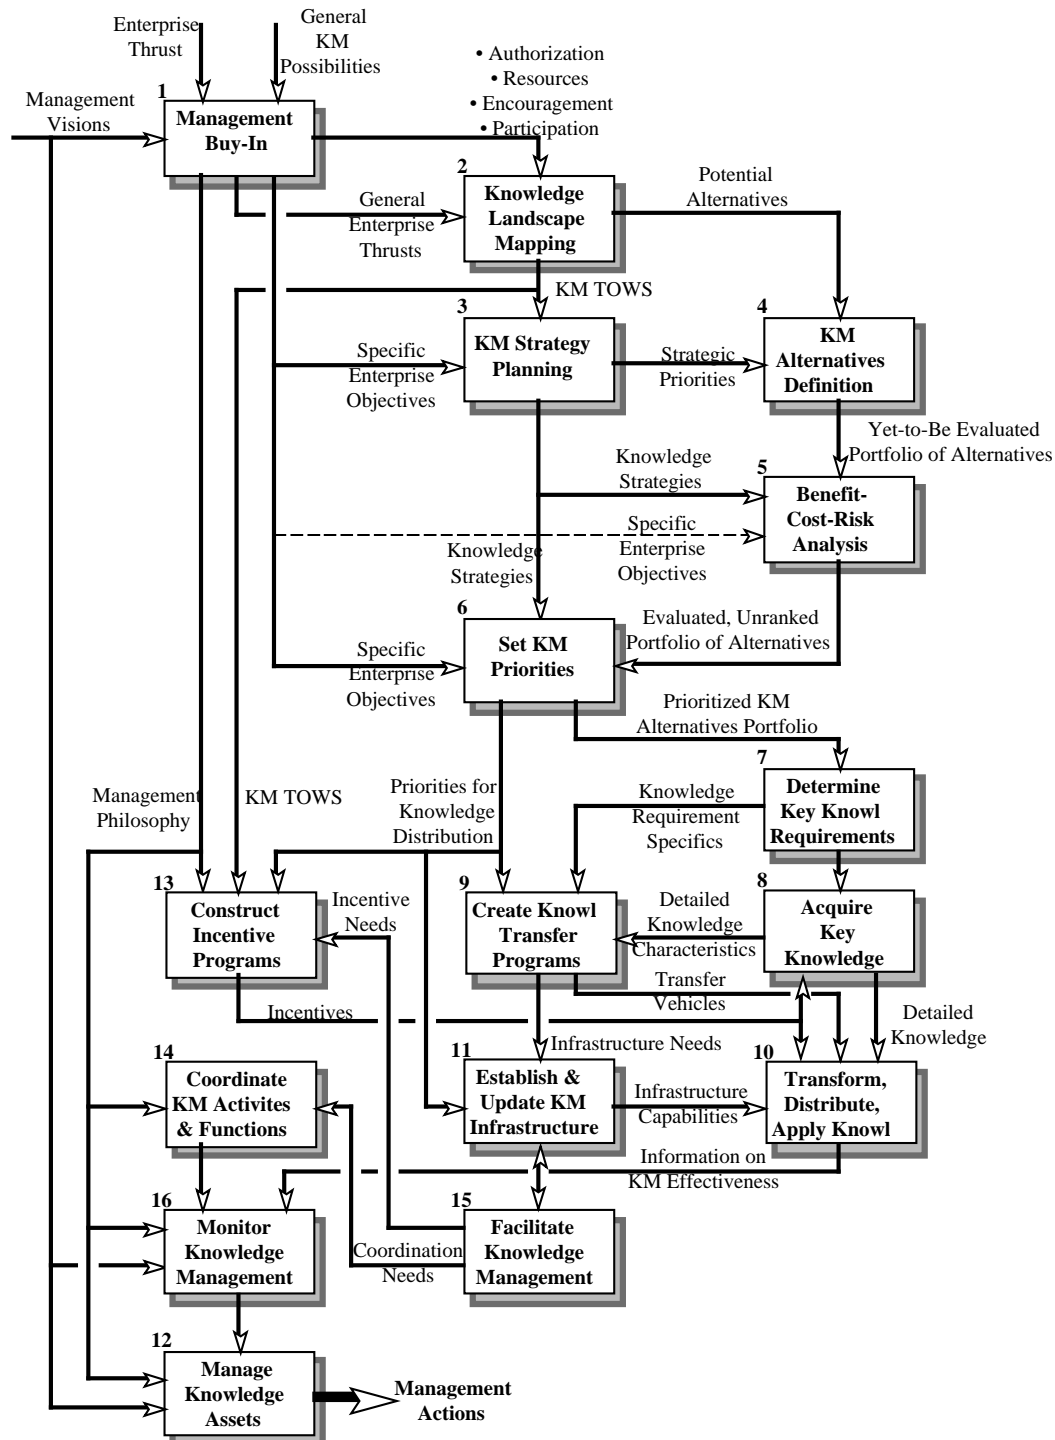 Enterprise
Thrust
General
KM
Possibilities
• Authorization
• Resources
• Encouragement
• Participation
Management
Visions
1
Management
Buy-In
2
Knowledge
Landscape
Mapping
Potential
Alternatives
General
Enterprise
Thrusts
KM TOWS
3
KM Strategy
Planning
4
KM
Alternatives
Definition
Specific
Enterprise
Objectives
Strategic
Priorities
Yet-to-Be Evaluated
Portfolio of Alternatives
Knowledge
Strategies
5
Benefit-
Cost-Risk
Analysis
Specific
Enterprise
Objectives
Knowledge
Strategies
6
Set KM
Priorities
Evaluated, Unranked
Portfolio of Alternatives
Specific
Enterprise
Objectives
Prioritized KM
Alternatives Portfolio
7
Determine
Key Knowl
Requirements
Management
Philosophy
KM TOWS
Priorities for
Knowledge
Distribution
Knowledge
Requirement
Specifics
13
Construct
Incentive
Programs
Incentive
Needs
9
Create Knowl
Transfer
Programs
Detailed
Knowledge
Characteristics
8
Acquire
Key
Knowledge
Transfer
Vehicles
Incentives
Detailed
Knowledge
Infrastructure Needs
14
Coordinate
KM Activites
& Functions
11
Establish &
Update KM
Infrastructure
Infrastructure
Capabilities
10
Transform,
Distribute,
Apply Knowl
Information on
KM Effectiveness
16
Monitor
Knowledge
Management
Coordination
Needs
15
Facilitate
Knowledge
Management
12
Manage
Knowledge
Assets
Management
Actions